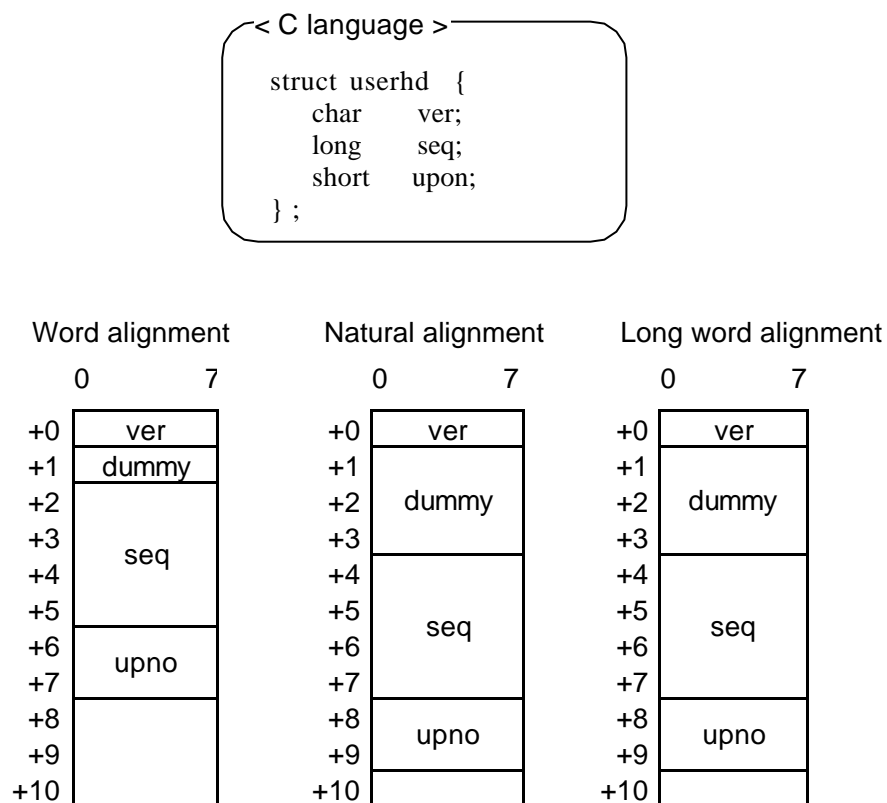 < C language >
struct userhd {
char ver;
long seq;
short upon;
} ;
Word alignment
0 7
+0 ver
+1 dummy
+2
+3 seq
+4
+5
+6 upno
+7
+8
+9
+10
Natural alignment
0 7
+0 ver
+1
+2 dummy
+3
+4
+5 seq
+6
+7
+8 upno
+9
+10
Long word alignment
0 7
+0 ver
+1
+2 dummy
+3
+4
+5 seq
+6
+7
+8 upno
+9
+10